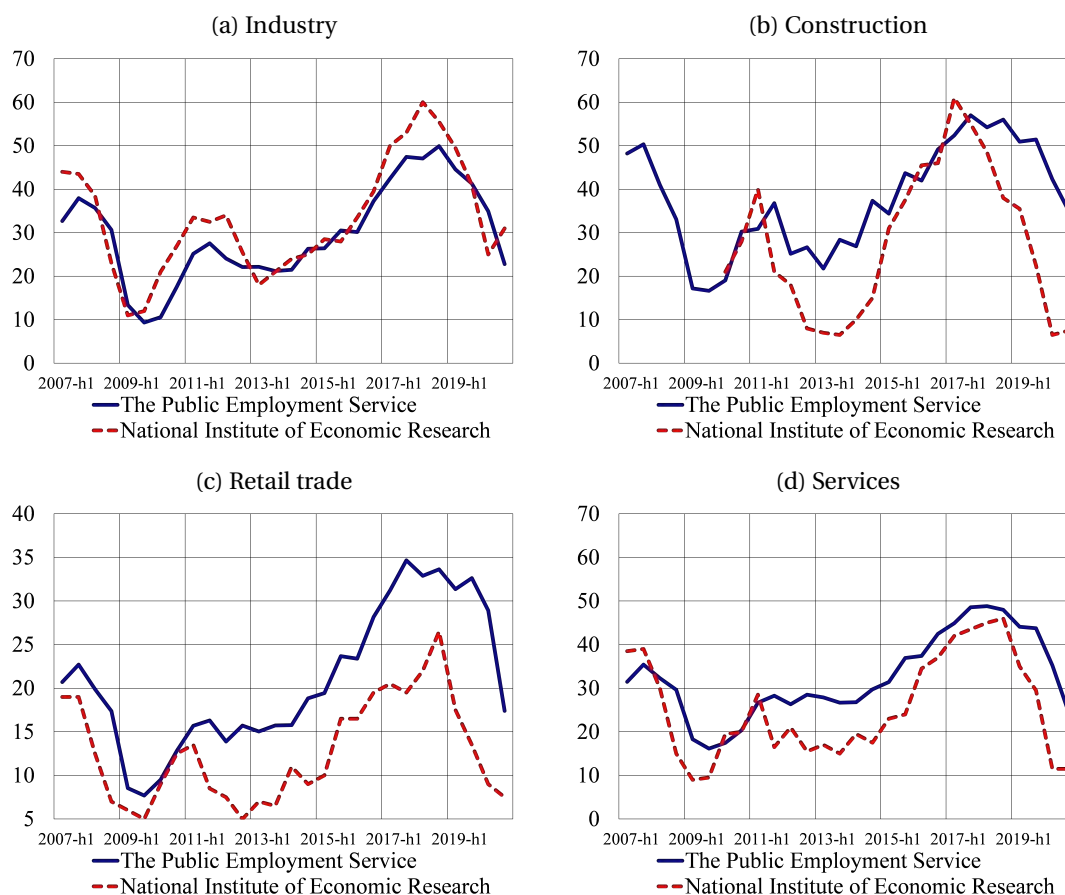 (a) Industry
70
60
50
40
30
20
10
0
2007-h1 2009-h1 2011-h1 2013-h1 2015-h1 2017-h1 2019-h1
The Public Employment Service
National Institute of Economic Research
(b) Construction
70
60
50
40
30
20
10
0
2007-h1 2009-h1 2011-h1 2013-h1 2015-h1 2017-h1 2019-h1
The Public Employment Service
National Institute of Economic Research
(c) Retail trade
40
35
30
25
20
15
10
5
2007-h1 2009-h1 2011-h1 2013-h1 2015-h1 2017-h1 2019-h1
The Public Employment Service
National Institute of Economic Research
(d) Services
70
60
50
40
30
20
10
0
2007-h1 2009-h1 2011-h1 2013-h1 2015-h1 2017-h1 2019-h1
The Public Employment Service
National Institute of Economic Research